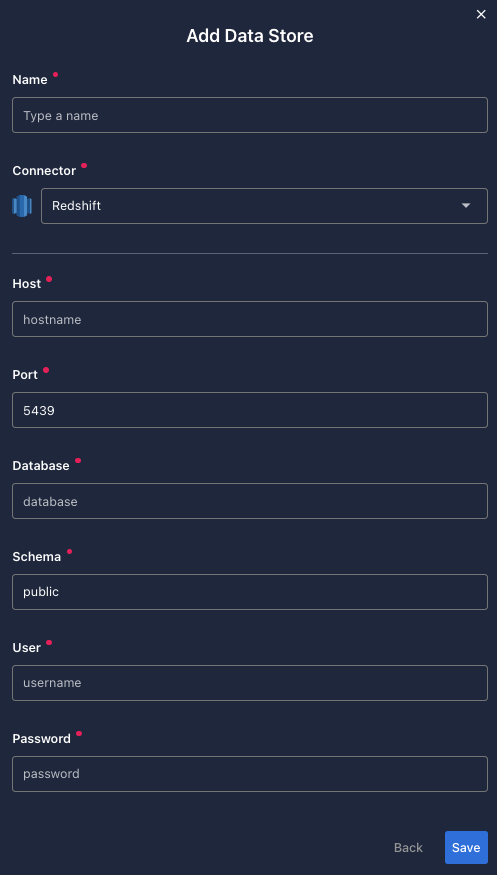 Add Data Store
Name
Type a name
Connector
Redshift
Host
hostname
Port
5439
Database
database
Schema
public
User
username
Password
password
Back Save